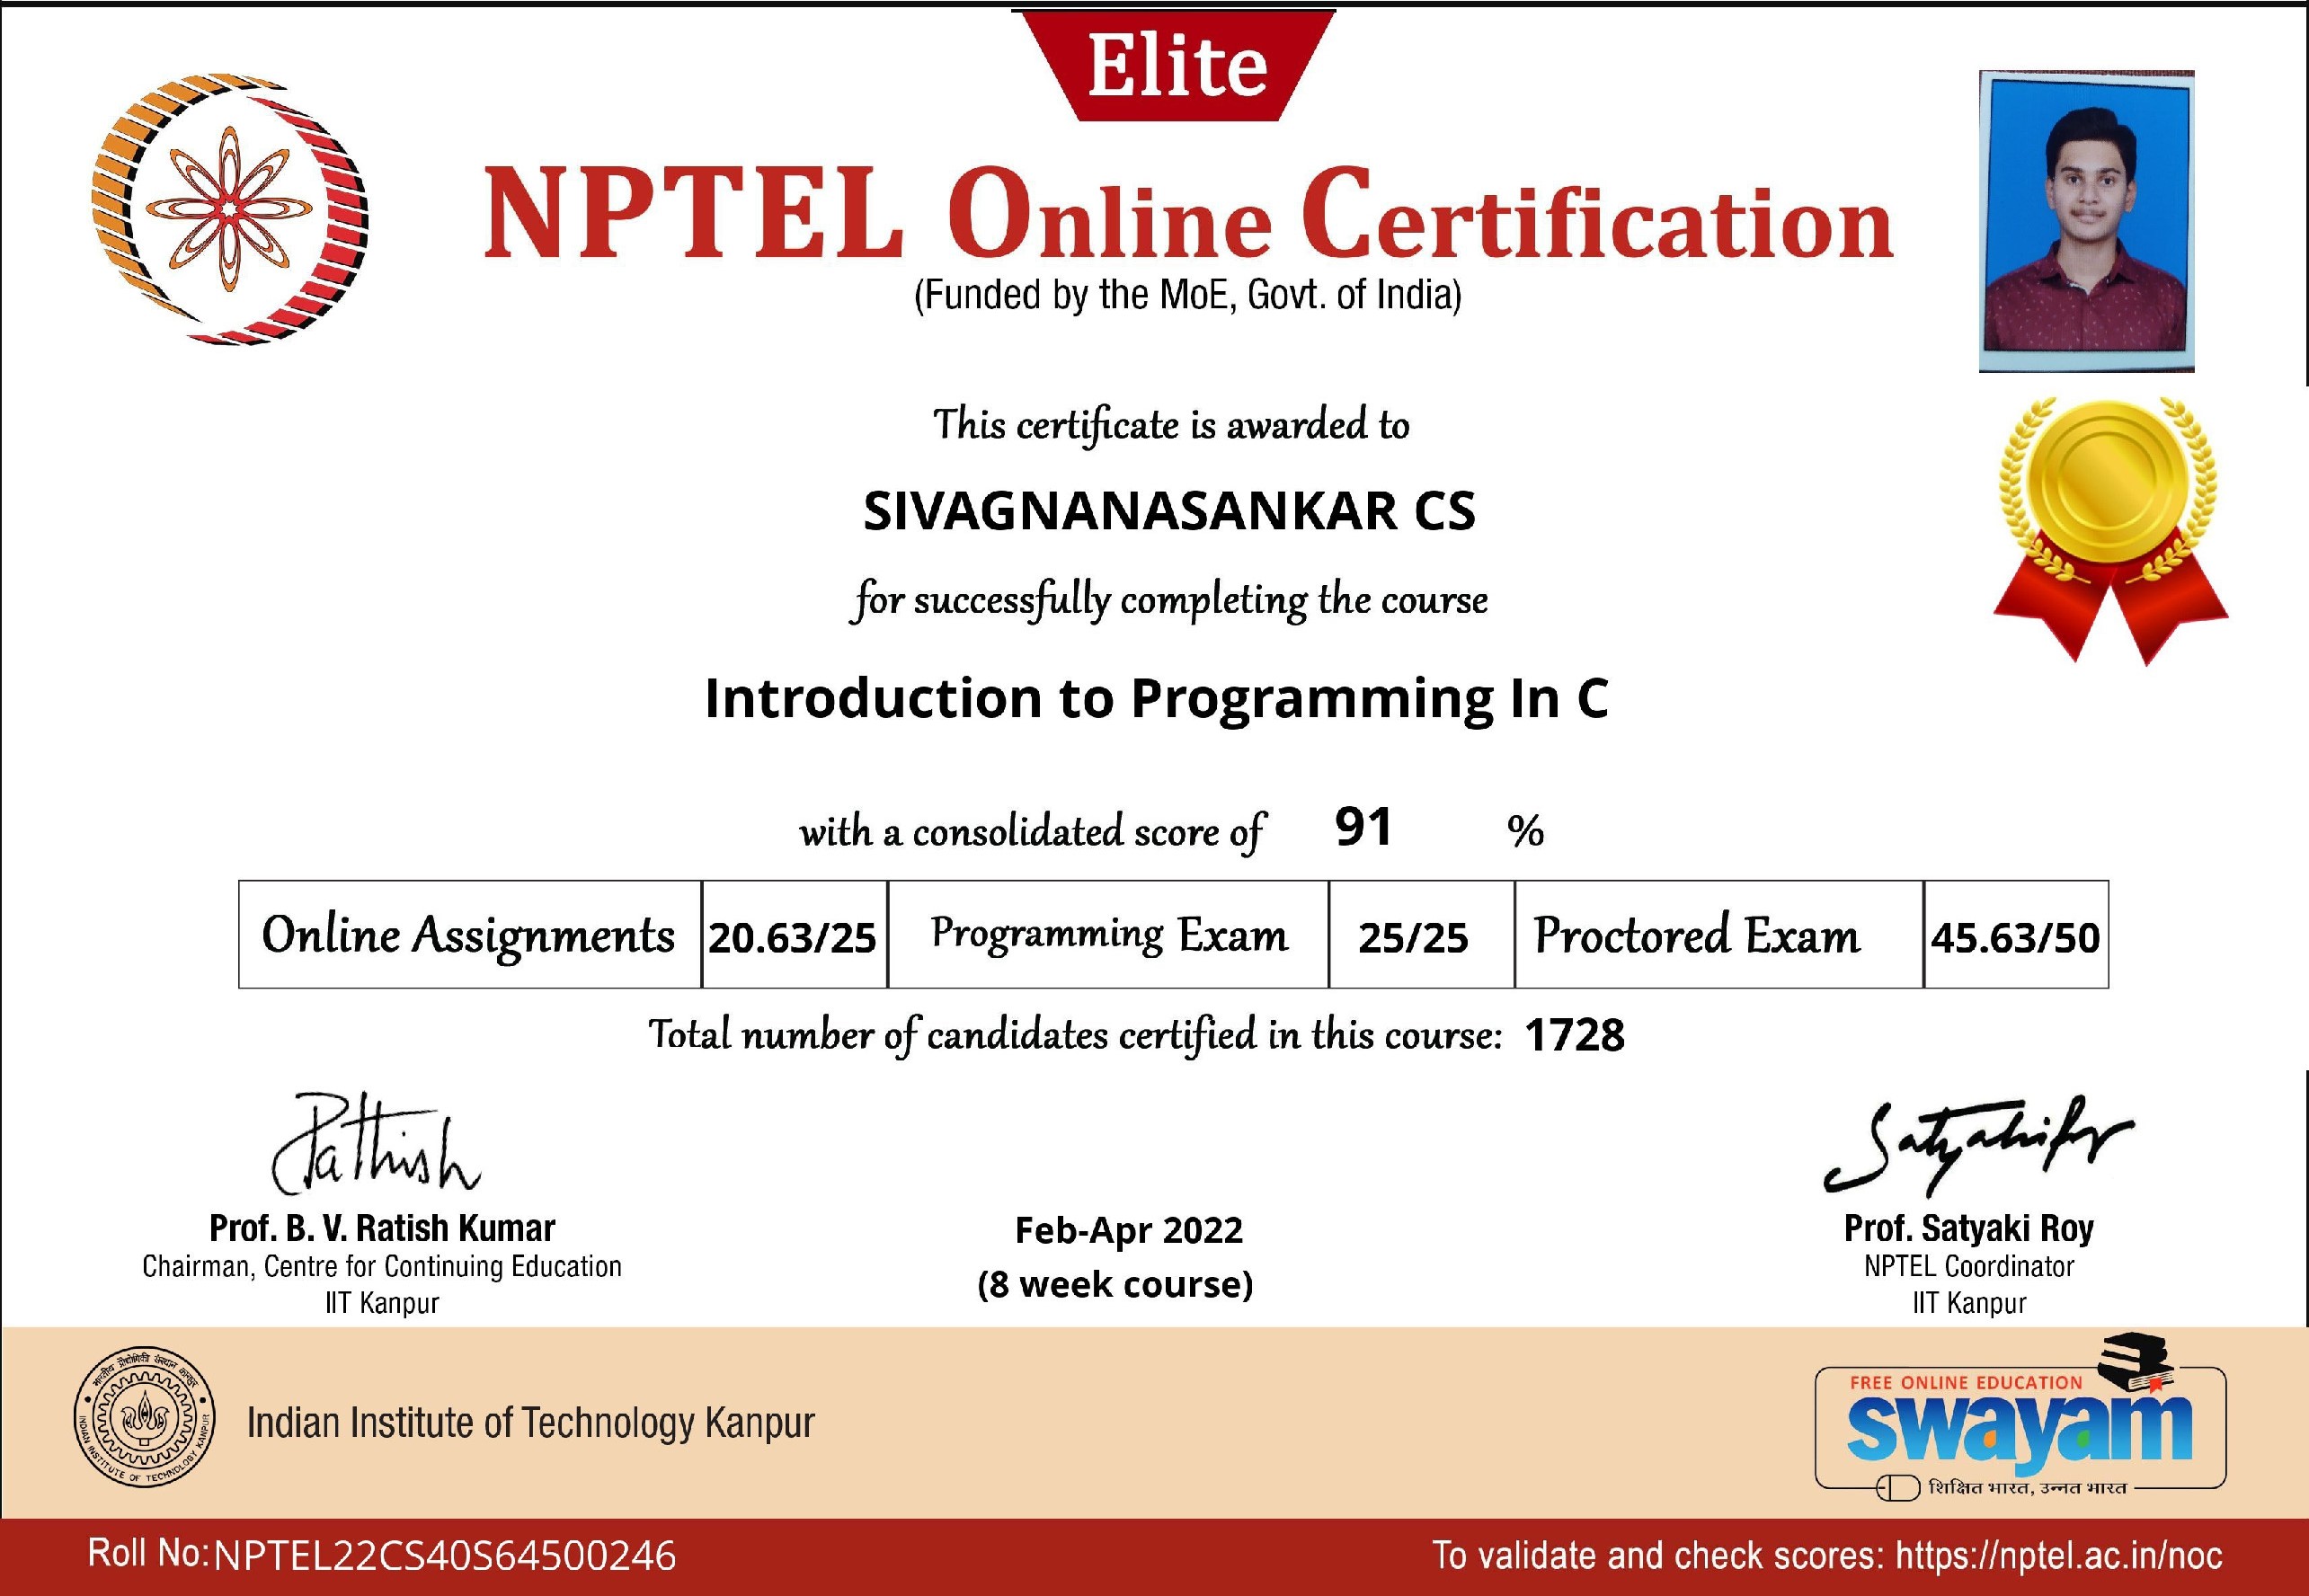 Elite
NPTEL Online Certification
(Funded by the MoE, Govt. of India)
This certificate is awarded to
SIVAGNANASANKAR CS
for successfully completing the course
Introduction to Programming In C
with a consolidated score of 91 %
Online Assignments 20.63/25 Programming Exam 25/25 Proctored Exam 45.63/50
Total number of candidates certified in this course: 1728
Prof. B. V. Ratish Kumar
Chairman, Centre for Continuing Education
IIT Kanpur
Feb-Apr 2022
(8 week course)
Prof. Satyaki Roy
NPTEL Coordinator
IIT Kanpur
भारतीय प्रौद्योगिकी संस्थान कानपुर
INDIAN INSTITUTE OF TECHNOLOGY KANPUR
Indian Institute of Technology Kanpur
FREE ONLINE EDUCATION
swayam
शिक्षित भारत, उन्नत भारत
Roll No:NPTEL22CS40S64500246
To validate and check scores: https://nptel.ac.in/noc